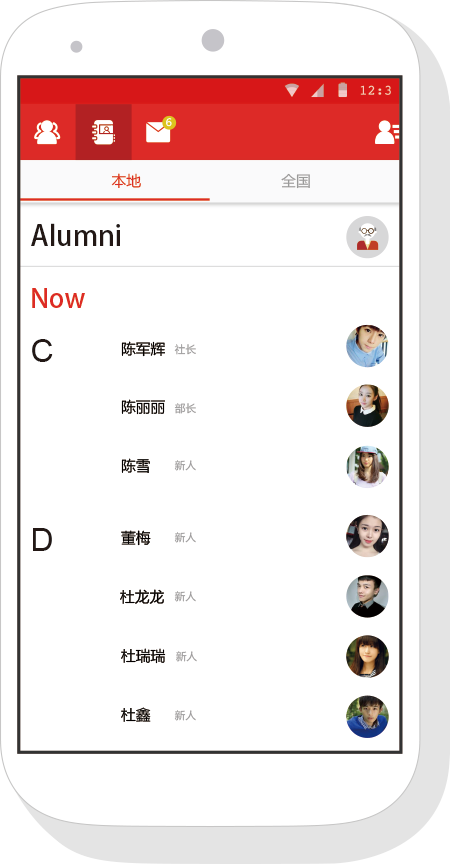 12:3
6
本地 全国
Alumni
Now
C
陈军辉 社长
陈丽丽 部长
陈雪 新人
D
董梅 新人
杜龙龙 新人
杜瑞瑞 新人
杜鑫 新人